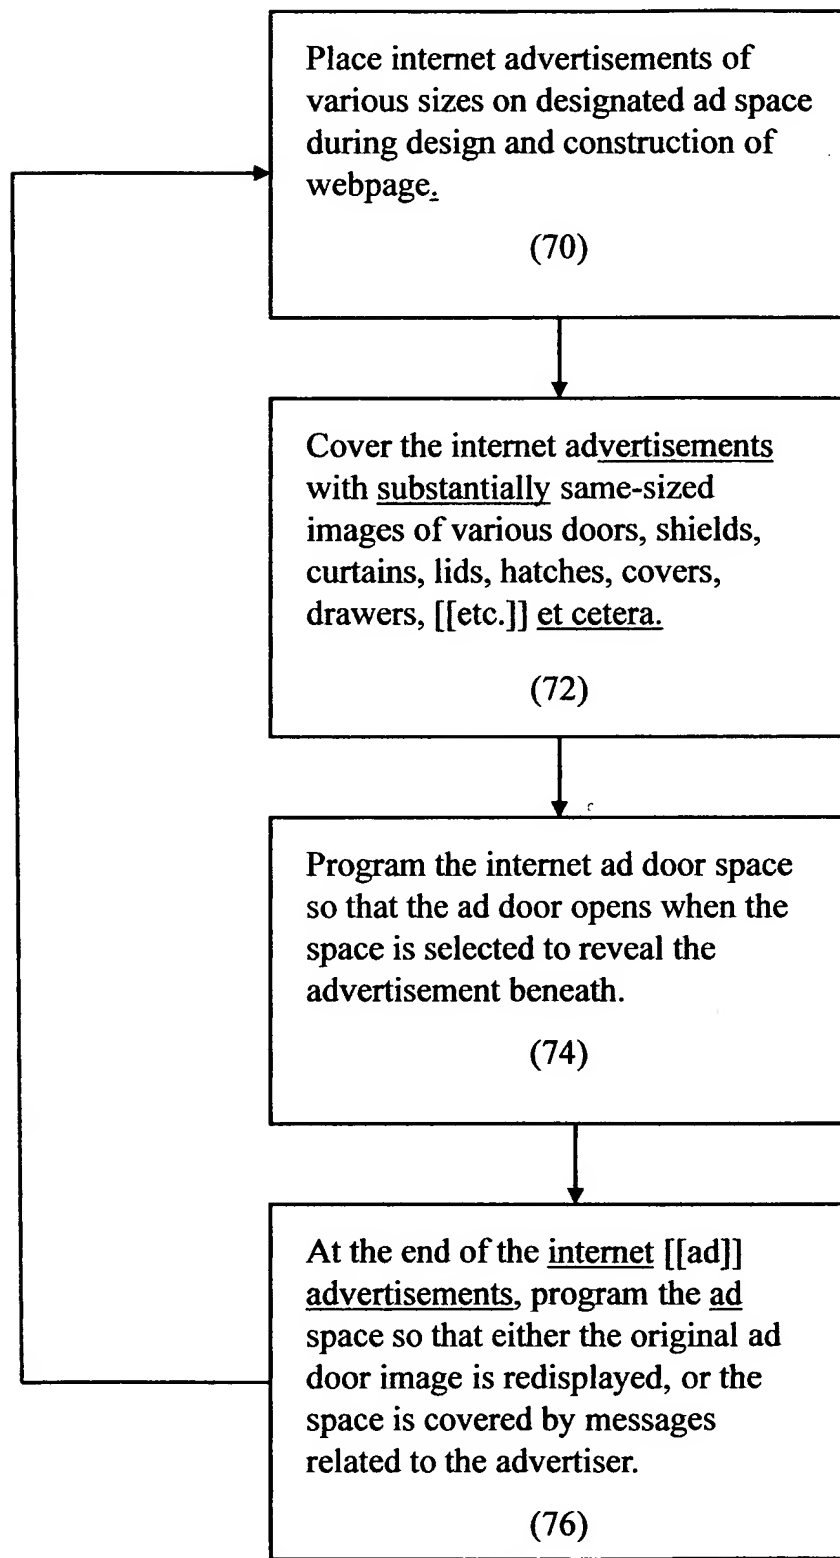 Place internet advertisements of
various sizes on designated ad space
during design and construction of
webpage.
(70)
Cover the internet advertisements
with substantially same-sized
images of various doors, shields,
curtains, lids, hatches, covers,
drawers, [[etc.]] et cetera.
(72)
Program the internet ad door space
so that the ad door opens when the
space is selected to reveal the
advertisement beneath.
(74)
At the end of the internet [[ad]]
advertisements, program the ad
space so that either the original ad
door image is redisplayed, or the
space is covered by messages
related to the advertiser.
(76)